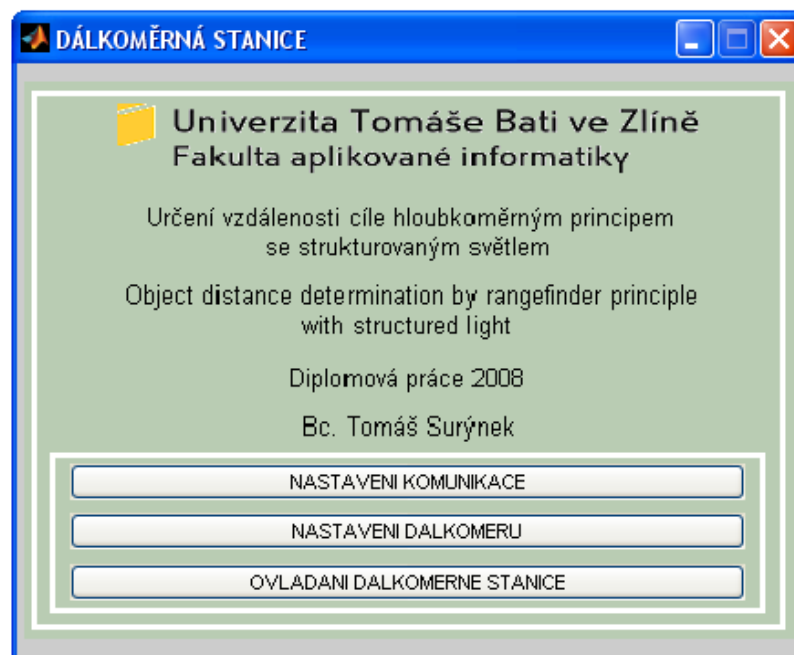 DÁLKOMĚRNÁ STANICE
Univerzita Tomáše Bati ve Zlíně
Fakulta aplikované informatiky
Určení vzdálenosti cíle hloubkoměrným principem
se strukturovaným světlem
Object distance determination by rangefinder principle
with structured light
Diplomová práce 2008
Bc. Tomáš Surýnek
NASTAVENI KOMUNIKACE
NASTAVENI DALKOMERU
OVLADANI DALKOMERNE STANICE